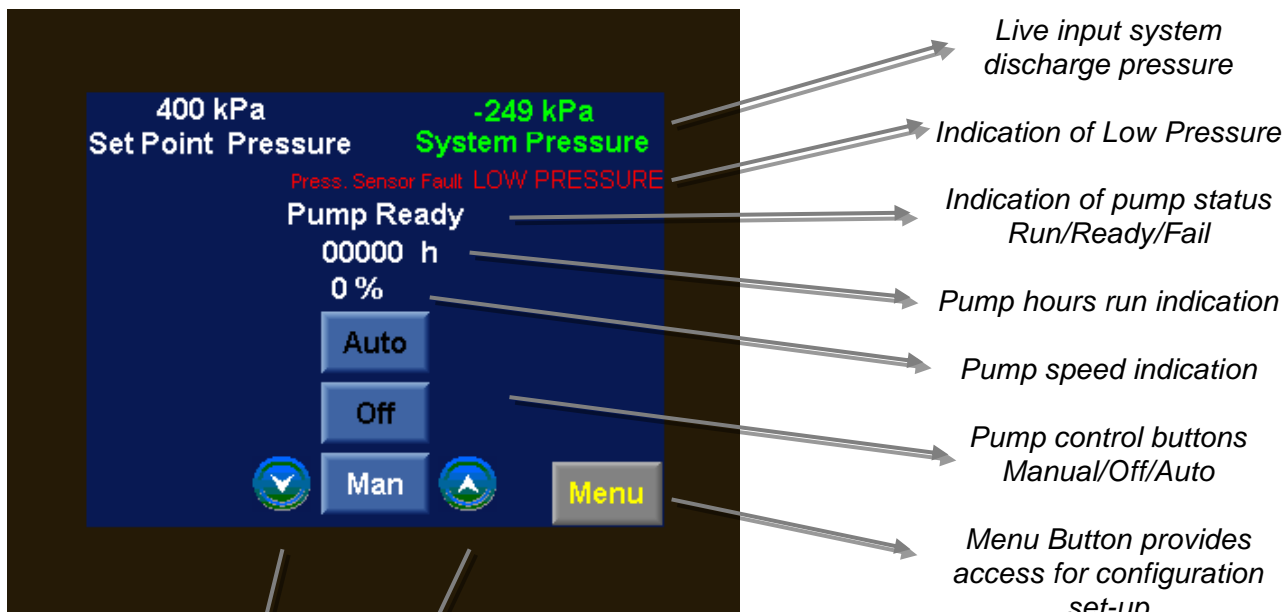 400 kPa
Set Point Pressure
-249 kPa
System Pressure
Press. Sensor Fault LOW PRESSURE
Pump Ready
00000 h
0 %
Auto
Off
Man
Menu
Live input system
discharge pressure
Indication of Low Pressure
Indication of pump status
Run/Ready/Fail
Pump hours run indication
Pump speed indication
Pump control buttons
Manual/Off/Auto
Menu Button provides
access for configuration
set-up